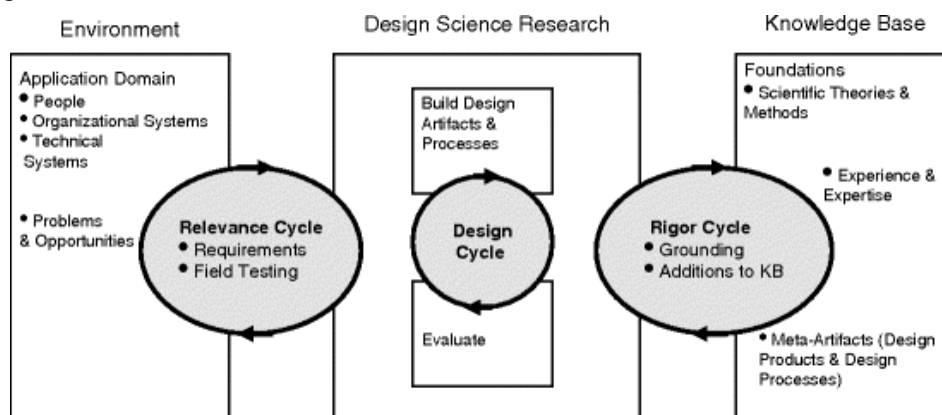 Environment
Design Science Research
Knowledge Base
Application Domain
• People
• Organizational Systems
• Technical
Systems
• Problems
& Opportunities
Relevance Cycle
• Requirements
• Field Testing
Build Design
Artifacts &
Processes
Design
Cycle
Evaluate
Rigor Cycle
• Grounding
• Additions to KB
Foundations
• Scientific Theories &
Methods
• Experience &
Expertise
• Meta-Artifacts (Design
Products & Design
Processes)